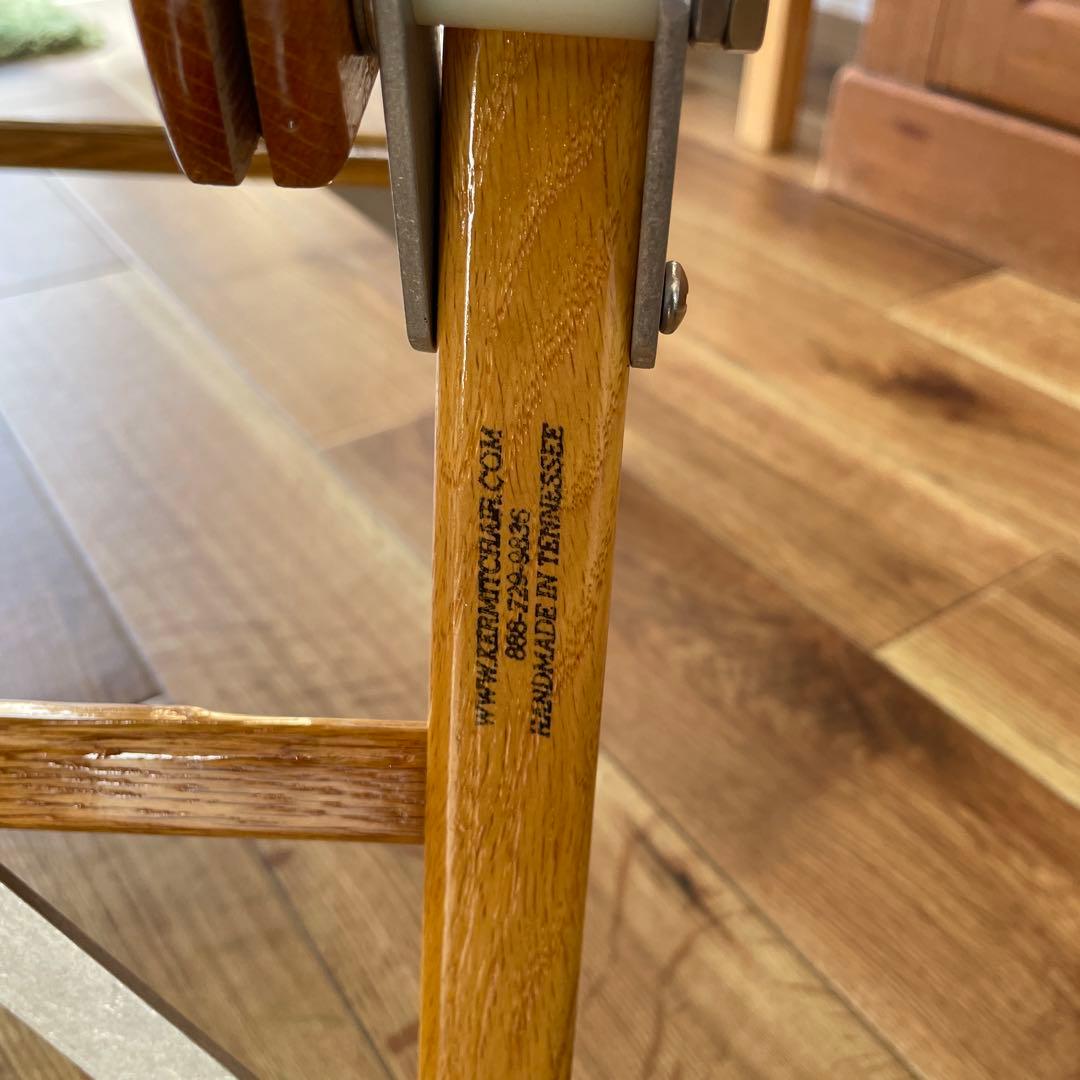 WWW.KERMITCHAIR.COM
888-729-9836
HANDMADE IN TENNESSEE